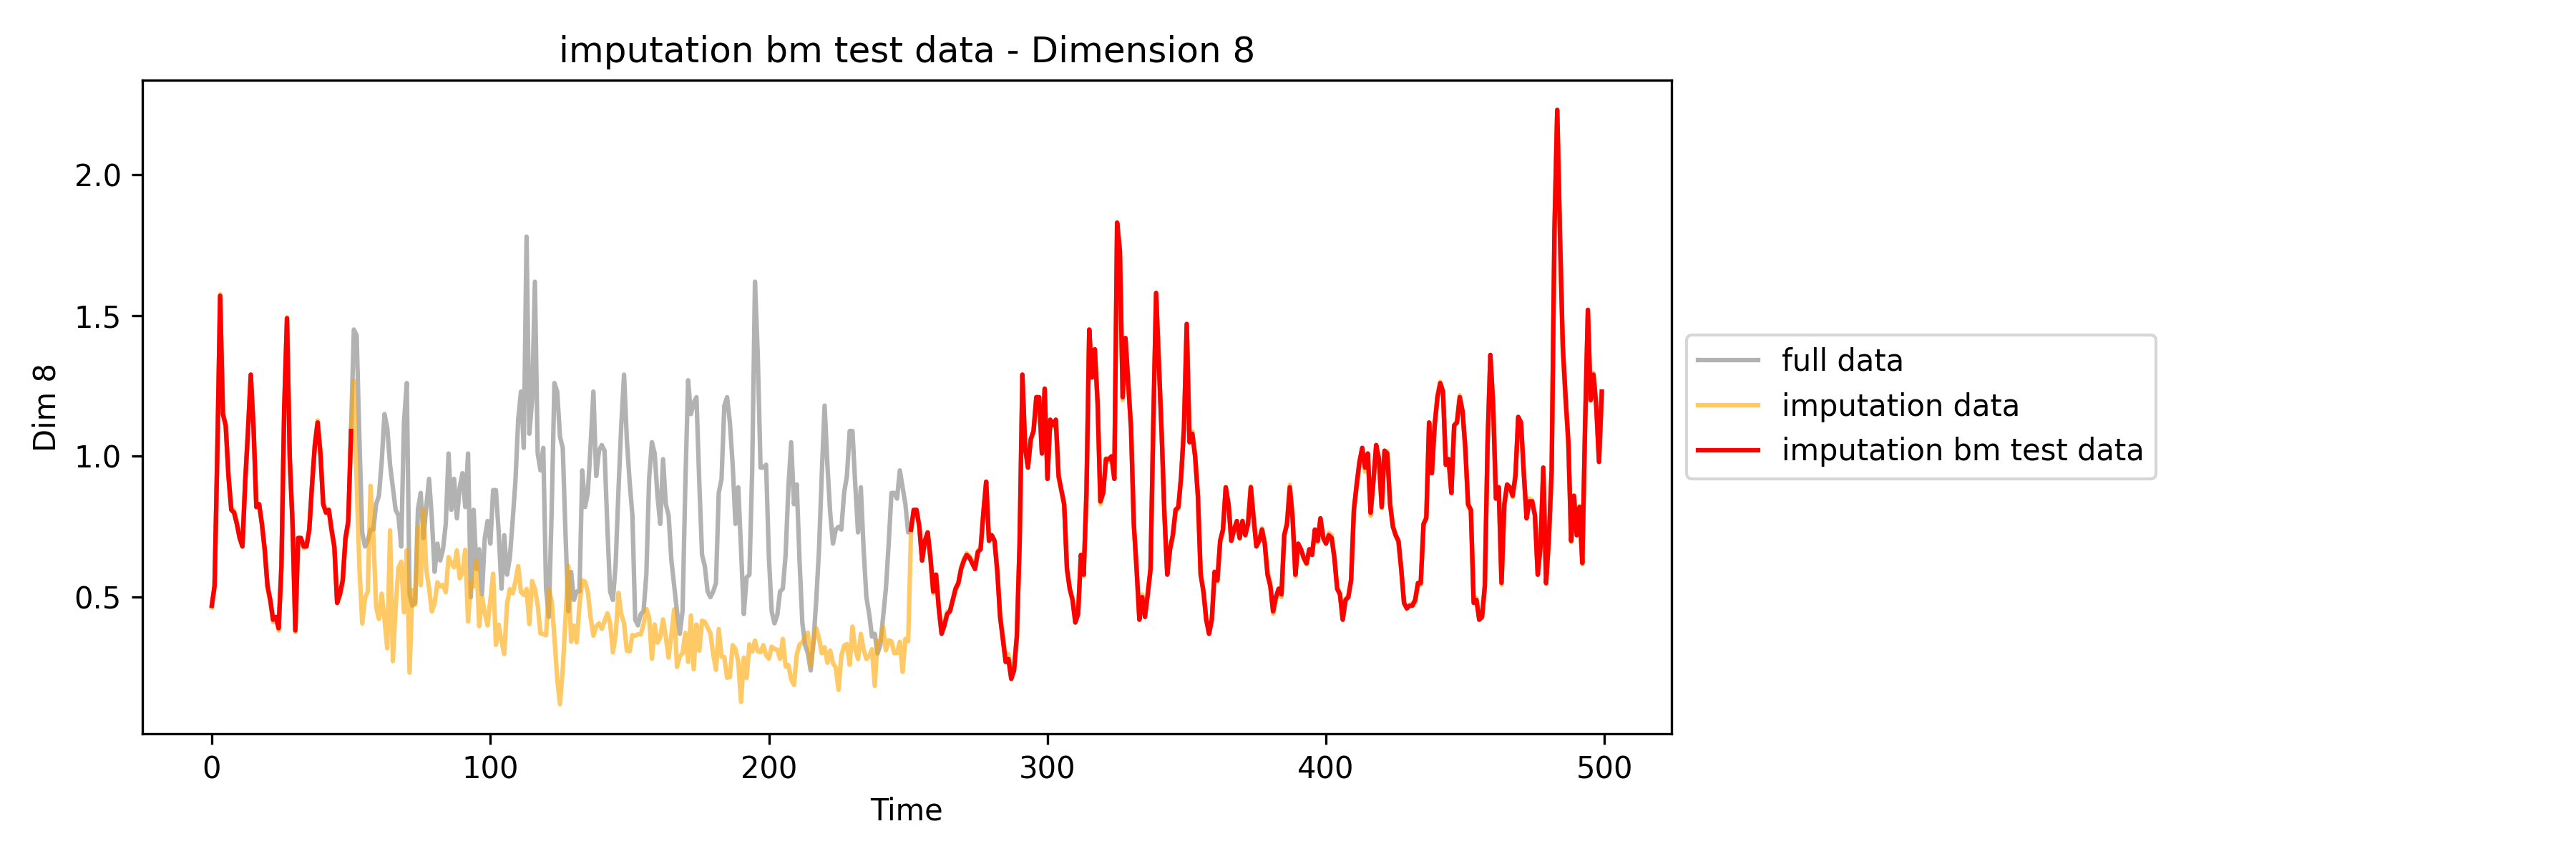 imputation bm test data - Dimension 8
2.0
1.5
1.0
0.5
Dim 8
0
100
200
300
400
500
Time
full data
imputation data
imputation bm test data